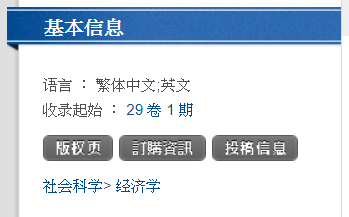 基本信息
语言 ： 繁体中文;英文
收录起始 ： 29 卷 1 期
版权页 訂購資訊 投稿信息
社会科学> 经济学